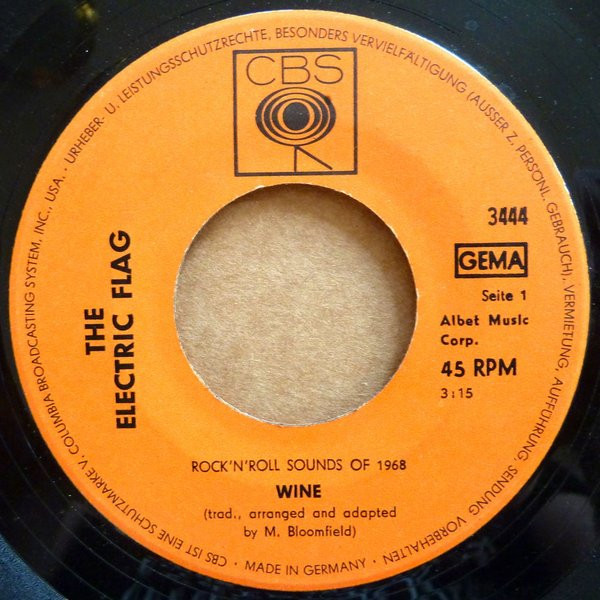 URHEBER- U. LEISTUNGSSCHUTZRECHTE, BESONDERS VERVIELFÄLTIGUNG (AUSSER Z. PERSÖNL. GEBRAUCH), VERMIETUNG, AUFFÜHRUNG, SENDUNG VORBEHALTEN
CBS
3444
GEMA
Seite 1
Albet Music
Corp.
45 RPM
3:15
THE
ELECTRIC FLAG
ROCK'N'ROLL SOUNDS OF 1968
WINE
(trad., arranged and adapted
by M. Bloomfield)
CBS IST EINE SCHUTZMARKE V. COLUMBIA BROADCASTING SYSTEM, INC., USA. -
- MADE IN GERMANY -